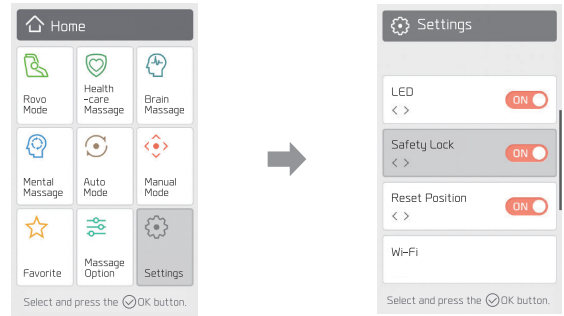 Home
Rovo
Mode
Health
-care
Massage
Brain
Massage
Mental
Massage
Auto
Mode
Manual
Mode
Favorite
Massage
Option
Settings
Select and press the OK button.
Settings
LED
< >
ON
Safety Lock
< >
ON
Reset Position
< >
ON
Wi-Fi
Select and press the OK button.